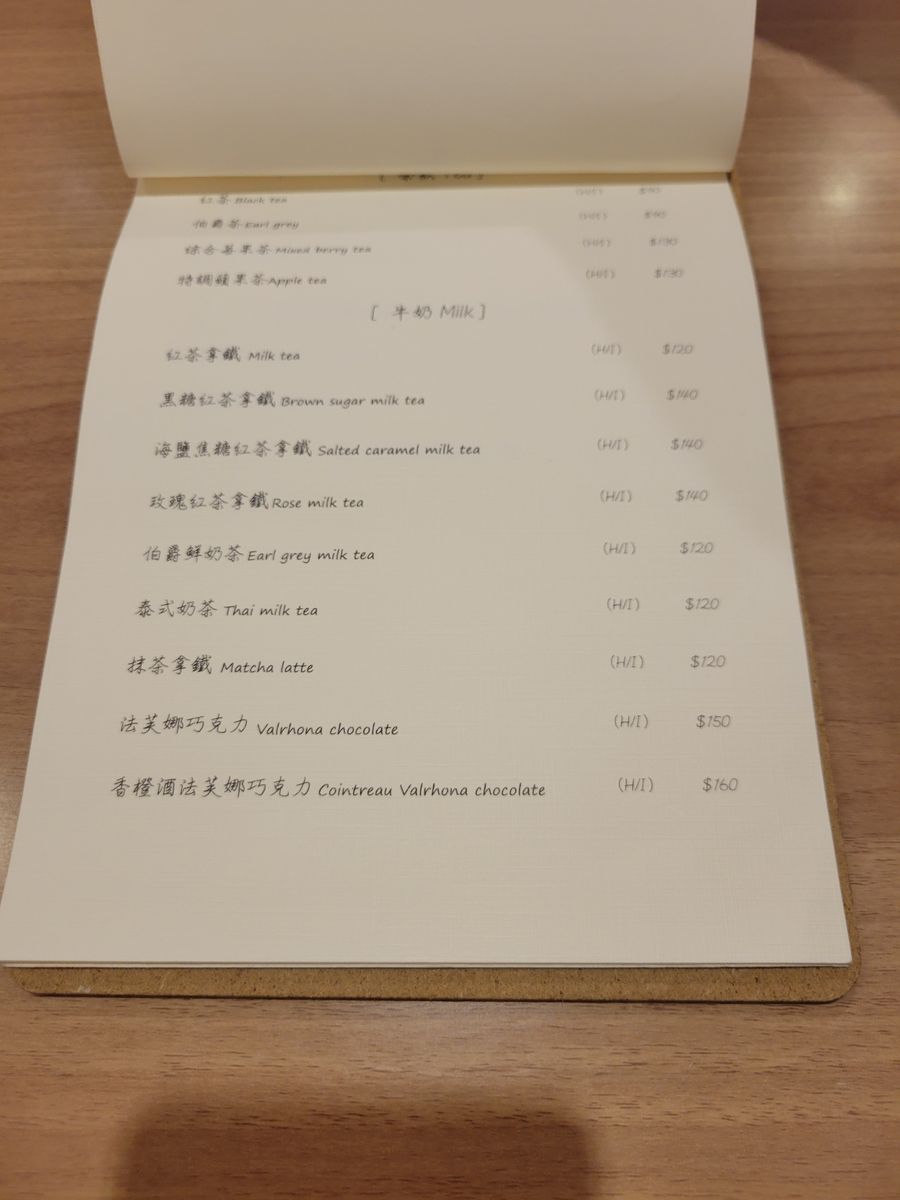 Tea]
紅茶 Black tea (H/I) $90
伯爵茶 Earl grey (H/I) $90
綜合莓果茶 Mixed berry tea (H/I) $130
特調蘋果茶 Apple tea (H/I) $130
[ 牛奶 Milk ]
紅茶拿鐵 Milk tea (H/I) $120
黑糖紅茶拿鐵 Brown sugar milk tea (H/I) $140
海鹽焦糖紅茶拿鐵 Salted caramel milk tea (H/I) $140
玫瑰紅茶拿鐵 Rose milk tea (H/I) $140
伯爵鮮奶茶 Earl grey milk tea (H/I) $120
泰式奶茶 Thai milk tea (H/I) $120
抹茶拿鐵 Matcha latte (H/I) $120
法芙娜巧克力 Valrhona chocolate (H/I) $150
香橙酒法芙娜巧克力 Cointreau Valrhona chocolate (H/I) $160